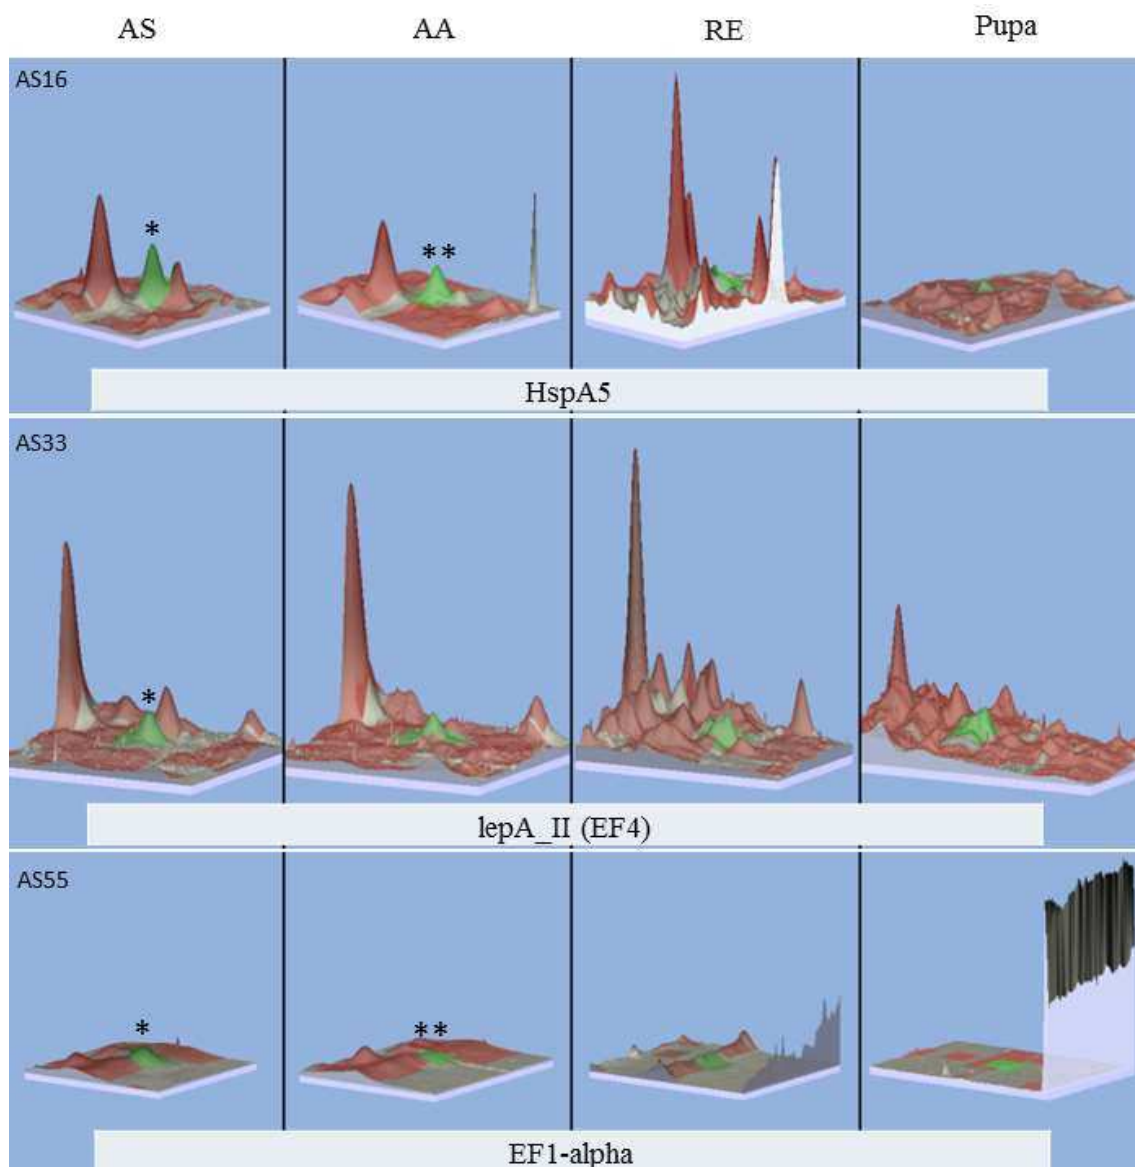 AS AA RE Pupa
AS16
* **
HspA5
AS33
*
lepA_II (EF4)
AS55
* **
EF1-alpha